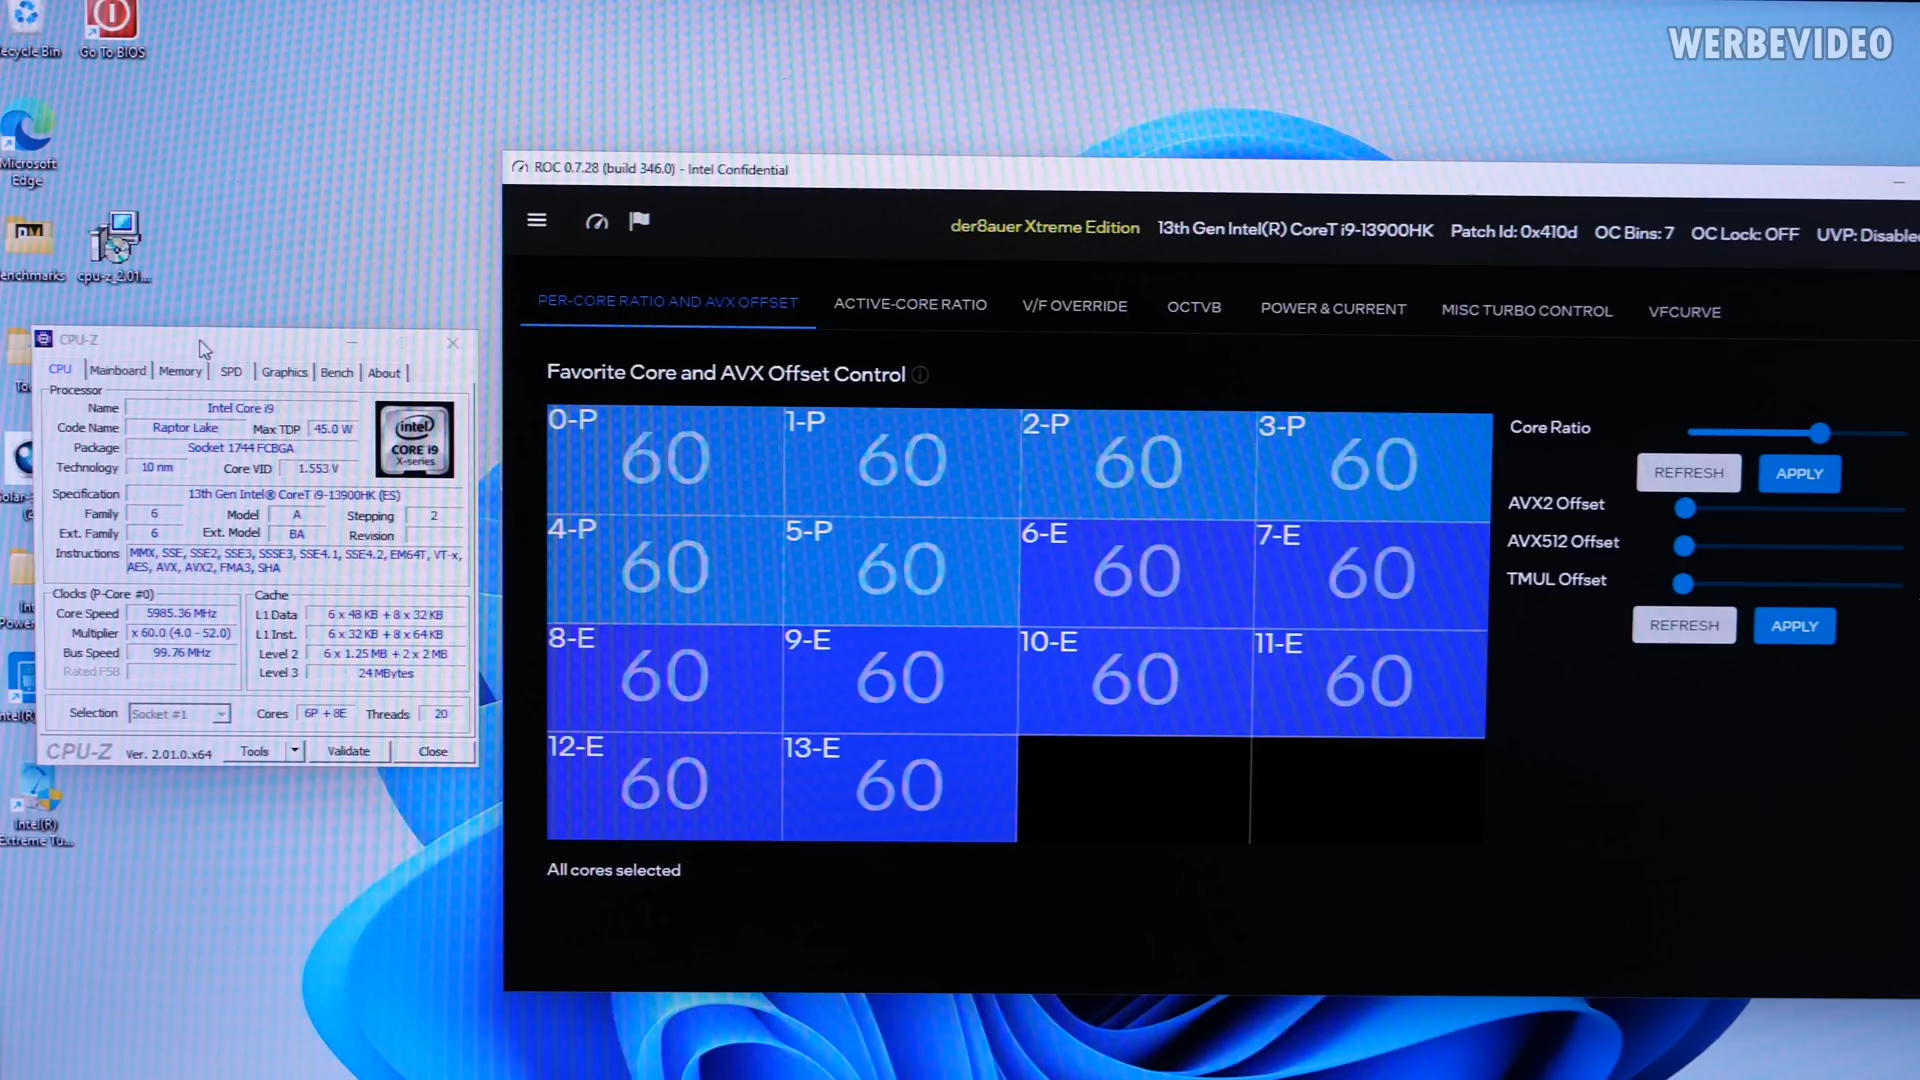 WERBEVIDEO
ecycle Bin
Go To BIOS
Microsoft
Edge
enchmarks
cpu-z_2.01...
ROC 0.7.28 (build 346.0) - Intel Confidential
der8auer Xtreme Edition 13th Gen Intel(R) CoreT i9-13900HK Patch Id: 0x410d OC Bins: 7 OC Lock: OFF UVP: Disable
PER-CORE RATIO AND AVX OFFSET ACTIVE-CORE RATIO V/F OVERRIDE OCTVB POWER & CURRENT MISC TURBO CONTROL VFCURVE
Favorite Core and AVX Offset Control
0-P 60 1-P 60 2-P 60 3-P 60
4-P 60 5-P 60 6-E 60 7-E 60
8-E 60 9-E 60 10-E 60 11-E 60
12-E 60 13-E 60
All cores selected
Core Ratio
REFRESH APPLY
AVX2 Offset
AVX512 Offset
TMUL Offset
REFRESH APPLY
CPU-Z
CPU Mainboard Memory SPD Graphics Bench About
Processor
Name Intel Core i9
Code Name Raptor Lake Max TDP 45.0 W
Package Socket 1744 FCBGA
Technology 10 nm Core VID 1.553 V
intel
CORE i9
X-series
Specification 13th Gen Intel® CoreT i9-13900HK (ES)
Family 6 Model A Stepping 2
Ext. Family 6 Ext. Model BA Revision
Instructions MMX, SSE, SSE2, SSE3, SSSE3, SSE4.1, SSE4.2, EM64T, VT-x,
AES, AVX, AVX2, FMA3, SHA
Clocks (P-Core #0)
Core Speed 5985.36 MHz
Multiplier x 60.0 (4.0 - 52.0)
Bus Speed 99.76 MHz
Rated FSB
Cache
L1 Data 6 x 48 KB + 8 x 32 KB
L1 Inst. 6 x 32 KB + 8 x 64 KB
Level 2 6 x 1.25 MB + 2 x 2 MB
Level 3 24 MBytes
Selection Socket #1 Cores 6P + 8E Threads 20
CPU-Z Ver. 2.01.0.x64 Tools Validate Close
Intel(R)
Extreme Tu...